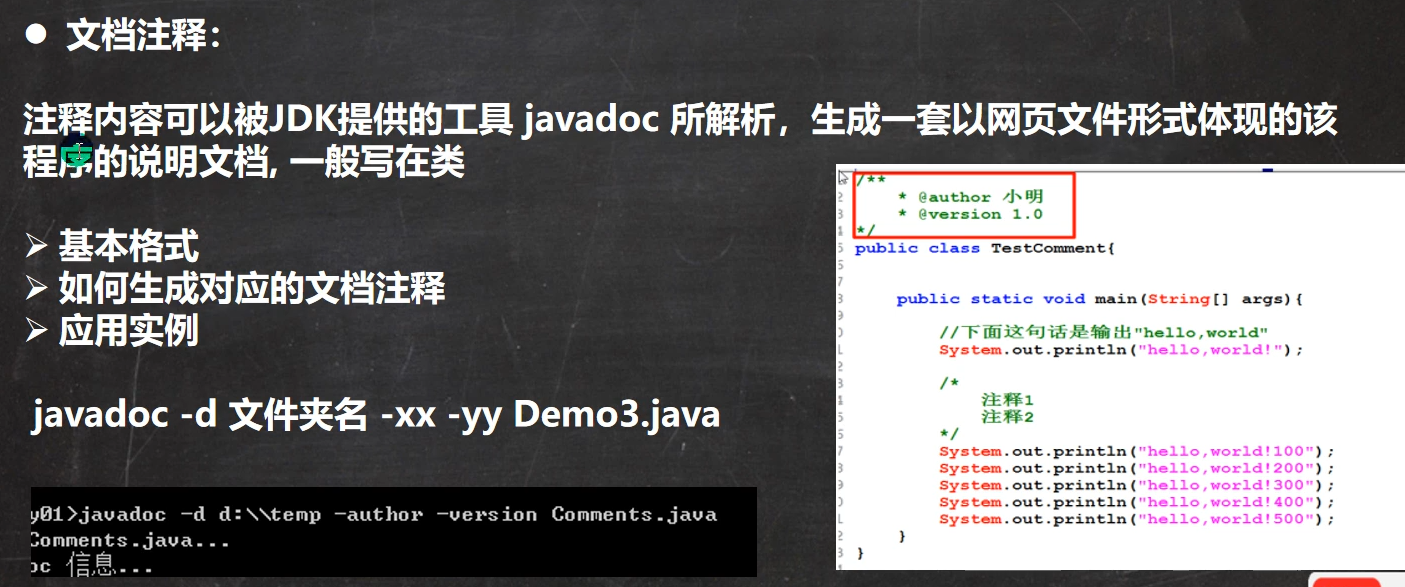 ● 文档注释：
注释内容可以被JDK提供的工具 javadoc 所解析，生成一套以网页文件形式体现的该
程序的说明文档, 一般写在类
➢ 基本格式
➢ 如何生成对应的文档注释
➢ 应用实例
javadoc -d 文件夹名 -xx -yy Demo3.java
y01>javadoc -d d:\\temp -author -version Comments.java
Comments.java...
oc 信息...
/**
* @author 小明
* @version 1.0
*/
public class TestComment{
public static void main(String[] args){
//下面这句话是输出"hello,world"
System.out.println("hello,world!");
/*
注释1
注释2
*/
System.out.println("hello,world!100");
System.out.println("hello,world!200");
System.out.println("hello,world!300");
System.out.println("hello,world!400");
System.out.println("hello,world!500");
}
}